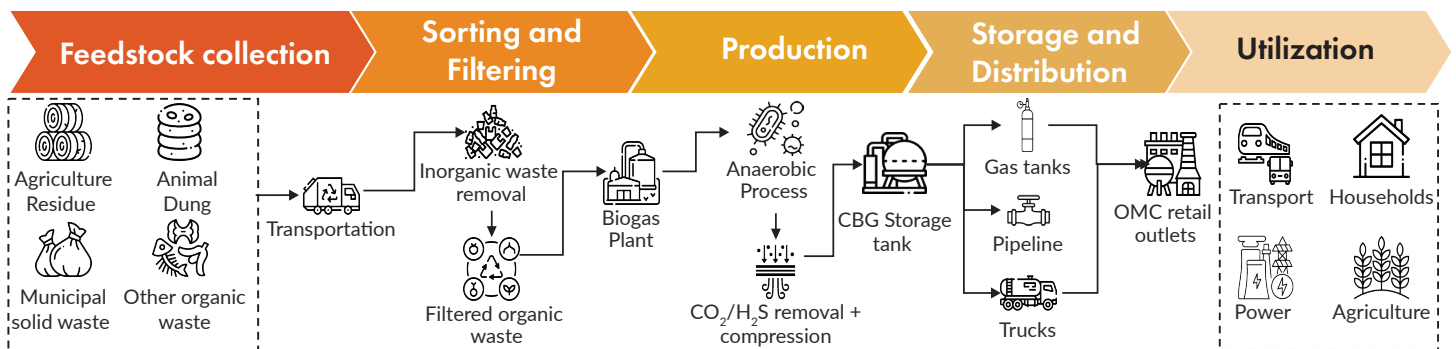 Feedstock collection
Sorting and
Filtering
Production
Storage and
Distribution
Utilization
Agriculture
Residue
Animal
Dung
Municipal
solid waste
Other organic
waste
Transportation
Inorganic waste
removal
Filtered organic
waste
Biogas
Plant
Anaerobic
Process
CO₂/H₂S removal +
compression
CBG Storage
tank
Gas tanks
Pipeline
Trucks
OMC retail
outlets
Transport
Households
Power
Agriculture